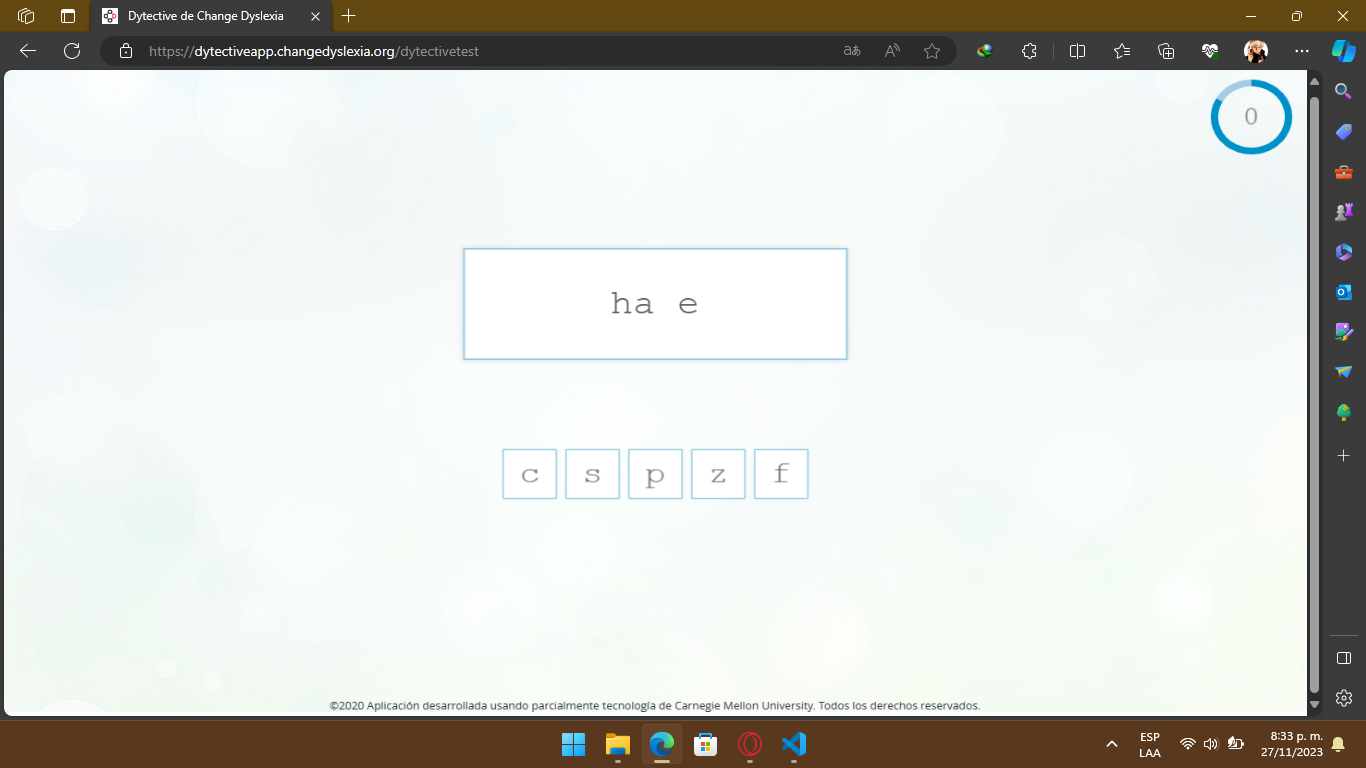 Dytective de Change Dyslexia
https://dytectiveapp.changedyslexia.org/dytectivetest
0
ha e
c s p z f
©2020 Aplicación desarrollada usando parcialmente tecnología de Carnegie Mellon University. Todos los derechos reservados.
ESP
LAA
8:33 p. m.
27/11/2023